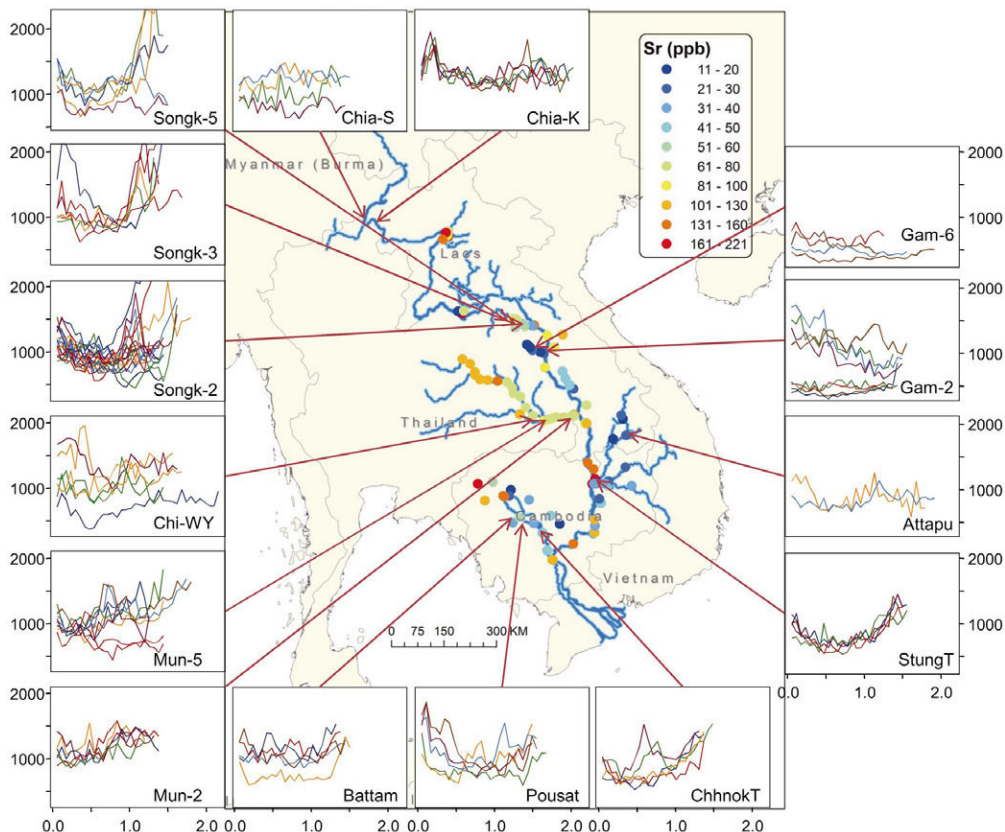 2000
1000
Songk-5
Chia-S
Chia-K
Myanmar (Burma)
Laos
Thailand
Cambodia
Vietnam
0 75 150 300 KM
Sr (ppb)
11 - 20
21 - 30
31 - 40
41 - 50
51 - 60
61 - 80
81 - 100
101 - 130
131 - 160
161 - 221
2000
1000
Songk-3
2000
1000
Songk-2
2000
1000
Chi-WY
2000
1000
Mun-5
2000
1000
Mun-2
0.0 1.0 2.0
Battam
0.0 1.0 2.0
Pousat
0.0 1.0 2.0
ChhnokT
0.0 1.0 2.0
Gam-6
2000
1000
Gam-2
2000
1000
Attapu
2000
1000
StungT
2000
1000
0.0 1.0 2.0